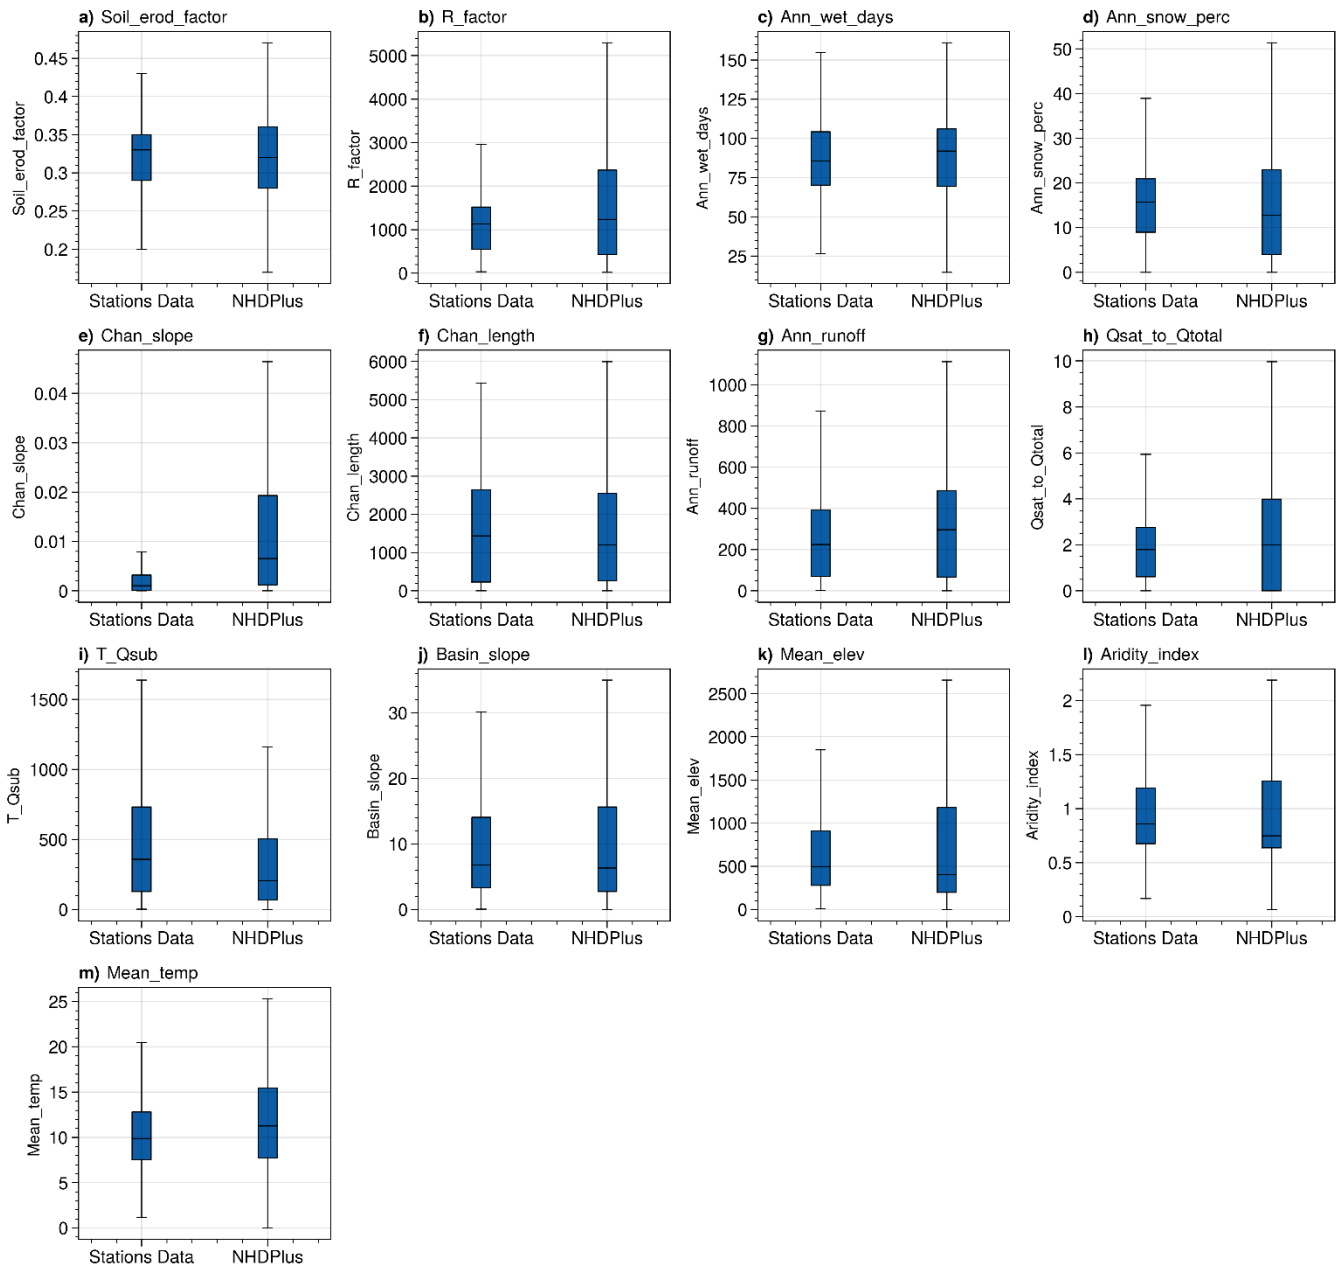 a) Soil_erod_factor
Soil_erod_factor
0.45
0.4
0.35
0.3
0.25
0.2
Stations Data NHDPlus
b) R_factor
R_factor
5000
4000
3000
2000
1000
0
Stations Data NHDPlus
c) Ann_wet_days
Ann_wet_days
150
125
100
75
50
25
Stations Data NHDPlus
d) Ann_snow_perc
Ann_snow_perc
50
40
30
20
10
0
Stations Data NHDPlus
e) Chan_slope
Chan_slope
0.04
0.03
0.02
0.01
0
Stations Data NHDPlus
f) Chan_length
Chan_length
6000
5000
4000
3000
2000
1000
0
Stations Data NHDPlus
g) Ann_runoff
Ann_runoff
1000
800
600
400
200
0
Stations Data NHDPlus
h) Qsat_to_Qtotal
Qsat_to_Qtotal
10
8
6
4
2
0
Stations Data NHDPlus
i) T_Qsub
T_Qsub
1500
1000
500
0
Stations Data NHDPlus
j) Basin_slope
Basin_slope
30
20
10
0
Stations Data NHDPlus
k) Mean_elev
Mean_elev
2500
2000
1500
1000
500
0
Stations Data NHDPlus
l) Aridity_index
Aridity_index
2
1.5
1
0.5
0
Stations Data NHDPlus
m) Mean_temp
Mean_temp
25
20
15
10
5
0
Stations Data NHDPlus